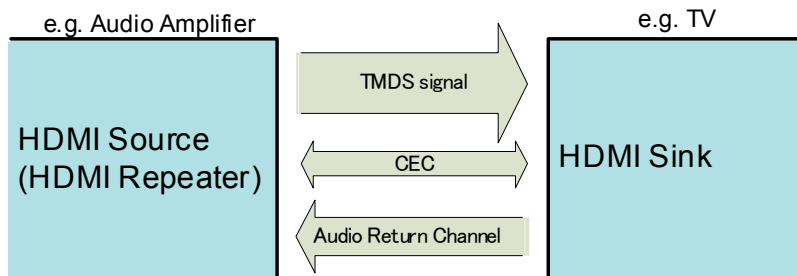 e.g. Audio Amplifier
e.g. TV
TMDS signal
HDMI Source
(HDMI Repeater)
CEC
HDMI Sink
Audio Return Channel